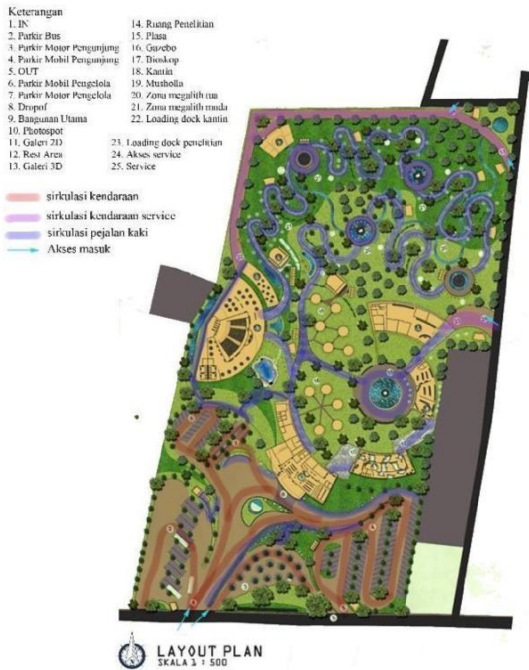 Keterangan
1. IN
2. Parkir Bus
3. Parkir Motor Pengunjung
4. Parkir Mobil Pengunjung
5. OUT
6. Parkir Mobil Pengelola
7. Parkir Motor Pengelola
8. Dropof
9. Bangunan Utama
10. Photospot
11. Galeri 2D
12. Rest Area
13. Galeri 3D
14. Ruang Penelitian
15. Plasa
16. Gazebo
17. Bioskop
18. Kantin
19. Musholla
20. Zona megalith tua
21. Zona megalith muda
22. Loading dock kantin
23. Loading dock penelitian
24. Akses service
25. Service
sirkulasi kendaraan
sirkulasi kendaraan service
sirkulasi pejalan kaki
Akses masuk
LAYOUT PLAN
SKALA 1 : 500